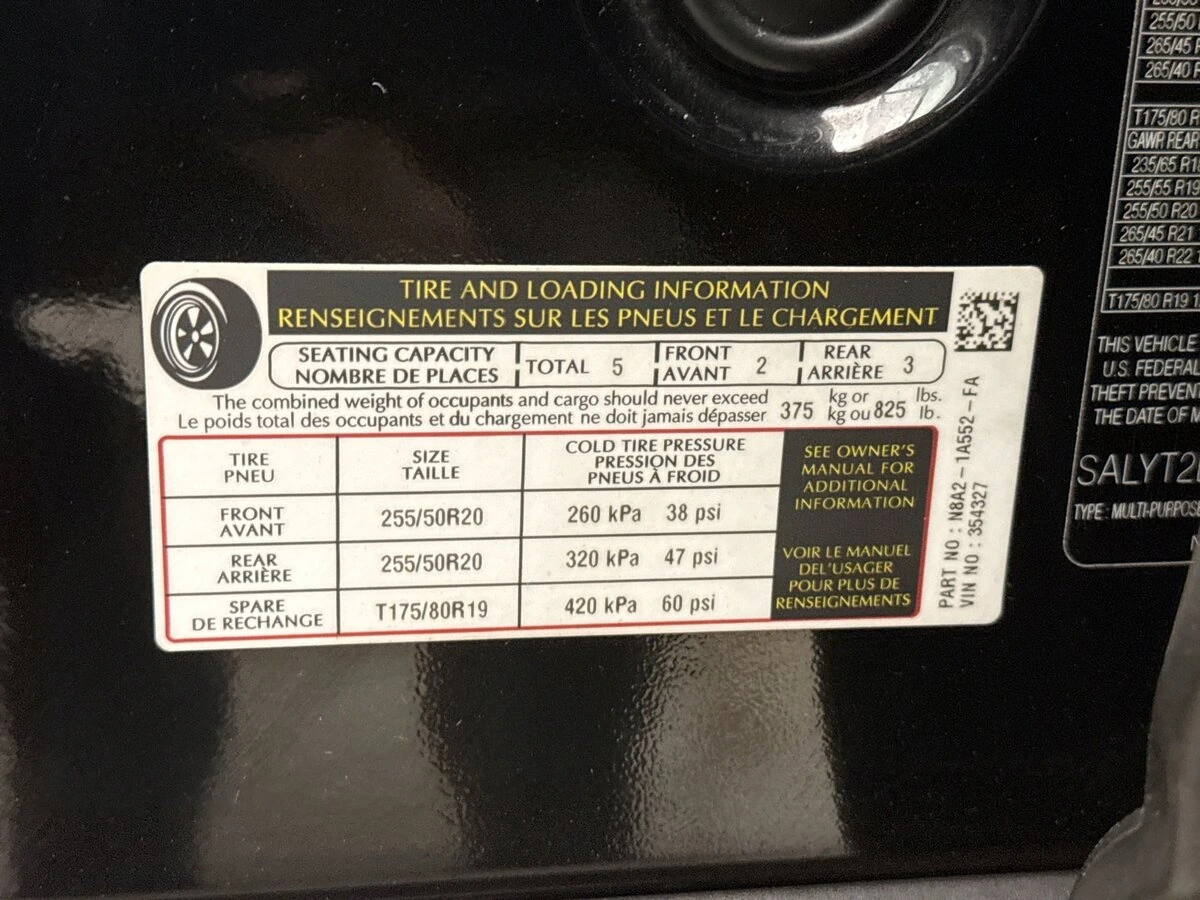 TIRE AND LOADING INFORMATION
RENSEIGNEMENTS SUR LES PNEUS ET LE CHARGEMENT
SEATING CAPACITY
NOMBRE DE PLACES
TOTAL 5
FRONT
AVANT 2
REAR
ARRIÈRE 3
The combined weight of occupants and cargo should never exceed 375 kg or 825 lbs.
Le poids total des occupants et du chargement ne doit jamais dépasser 375 kg ou 825 lb.
TIRE
PNEU
SIZE
TAILLE
COLD TIRE PRESSURE
PRESSION DES
PNEUS À FROID
FRONT
AVANT
255/50R20
260 kPa 38 psi
REAR
ARRIÈRE
255/50R20
320 kPa 47 psi
SPARE
DE RECHANGE
T175/80R19
420 kPa 60 psi
SEE OWNER'S
MANUAL FOR
ADDITIONAL
INFORMATION
VOIR LE MANUEL
DEL'USAGER
POUR PLUS DE
RENSEIGNEMENTS
PART NO : N8A2 – 1A552 – FA
VIN NO : 354327
255/50
265/45
265/40
T175/80 R
GAWR REAR
235/65 R18
255/55 R19
255/50 R20
265/45 R21
265/40 R22
T175/80 R19
THIS VEHICLE
U.S. FEDERAL
THEFT PREVEN
THE DATE OF
SALYT2
TYPE: MULTI-PURPOSE